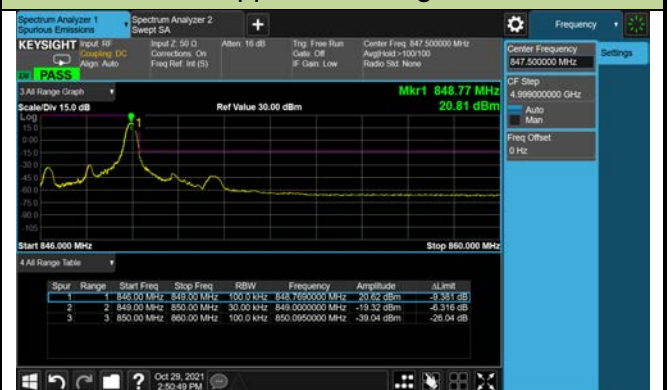 Spectrum Analyzer 1
Spurious Emissions
Spectrum Analyzer 2
Swept SA
+
Frequency
KEYSIGHT
Input: RF
Coupling: DC
Align: Auto
Input Z: 50 Ω
Corrections: On
Freq Ref: Int (S)
Atten: 16 dB
Trig: Free Run
Gate: Off
IF Gain: Low
Center Freq: 847.500000 MHz
Avg|Hold:>100/100
Radio Std: None
PASS
Center Frequency
847.500000 MHz
Settings
CF Step
4.999000000 GHz
Auto
Man
Freq Offset
0 Hz
3 All Range Graph
Mkr1 848.77 MHz
20.81 dBm
Scale/Div 15.0 dB
Ref Value 30.00 dBm
Log
15.0
0.00
-15.0
-30.0
-45.0
-60.0
-75.0
-90.0
-105
1
Start 846.000 MHz
Stop 860.000 MHz
4 All Range Table
Spur Range Start Freq Stop Freq RBW Frequency Amplitude ΔLimit
1 1 846.00 MHz 849.00 MHz 100.0 kHz 848.7690000 MHz 20.62 dBm -9.381 dB
2 2 849.00 MHz 850.00 MHz 30.00 kHz 849.0000000 MHz -19.32 dBm -6.316 dB
3 3 850.00 MHz 860.00 MHz 100.0 kHz 850.0950000 MHz -39.04 dBm -26.04 dB
?
Oct 29, 2021
2:50:49 PM